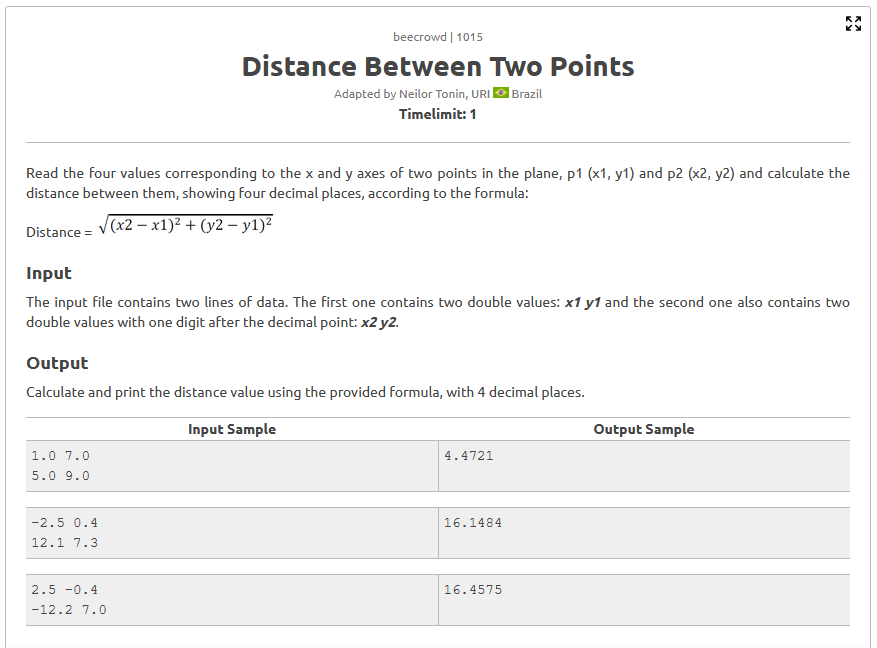 beecrowd | 1015
Distance Between Two Points
Adapted by Neilor Tonin, URI Brazil
Timelimit: 1
Read the four values corresponding to the x and y axes of two points in the plane, p1 (x1, y1) and p2 (x2, y2) and calculate the
distance between them, showing four decimal places, according to the formula:
Distance = √(x2 − x1)² + (y2 − y1)²
Input
The input file contains two lines of data. The first one contains two double values: x1 y1 and the second one also contains two
double values with one digit after the decimal point: x2 y2.
Output
Calculate and print the distance value using the provided formula, with 4 decimal places.
Input Sample Output Sample
1.0 7.0 4.4721
5.0 9.0
-2.5 0.4 16.1484
12.1 7.3
2.5 -0.4 16.4575
-12.2 7.0